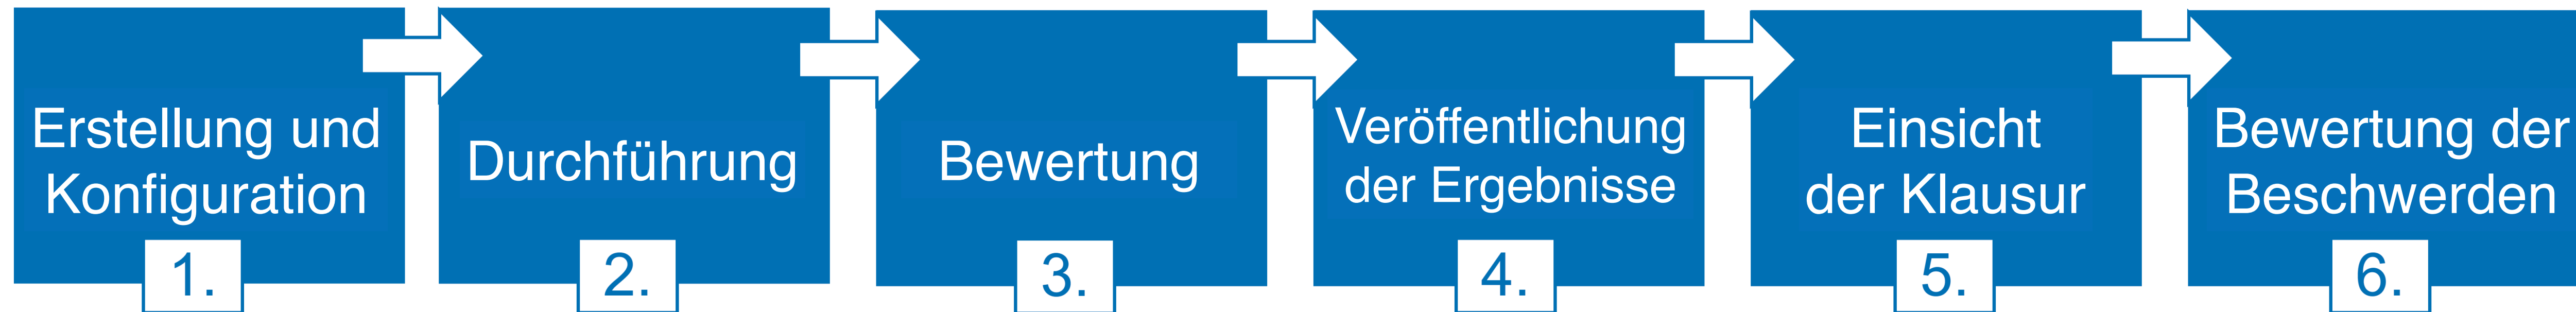 Erstellung und
Konfiguration
1.
Durchführung
2.
Bewertung
3.
Veröffentlichung
der Ergebnisse
4.
Einsicht
der Klausur
5.
Bewertung der
Beschwerden
6.